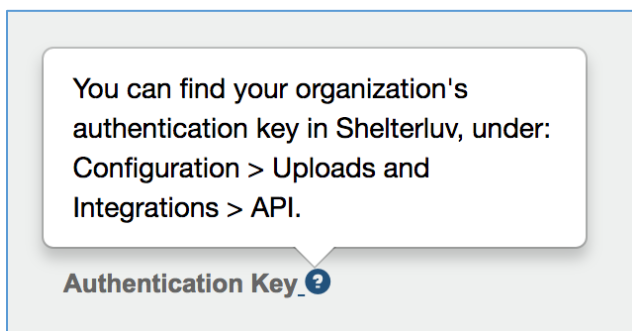 You can find your organization's
authentication key in Shelterluv, under:
Configuration > Uploads and
Integrations > API.
Authentication Key ?